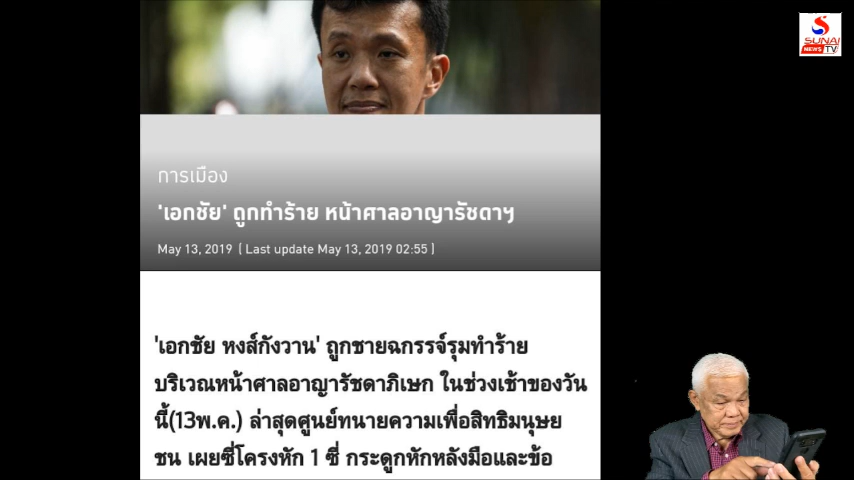 SUNAI
NEWS TV
การเมือง
'เอกชัย' ถูกทำร้าย หน้าศาลอาญารัชดาฯ
May 13, 2019 ( Last update May 13, 2019 02:55 )
'เอกชัย หงส์กังวาน' ถูกชายฉกรรจ์รุมทำร้าย
บริเวณหน้าศาลอาญารัชดาภิเษก ในช่วงเช้าของวัน
นี้(13พ.ค.) ล่าสุดศูนย์ทนายความเพื่อสิทธิมนุษย
ชน เผยซี่โครงหัก 1 ซี่ กระดูกหักหลังมือและข้อ